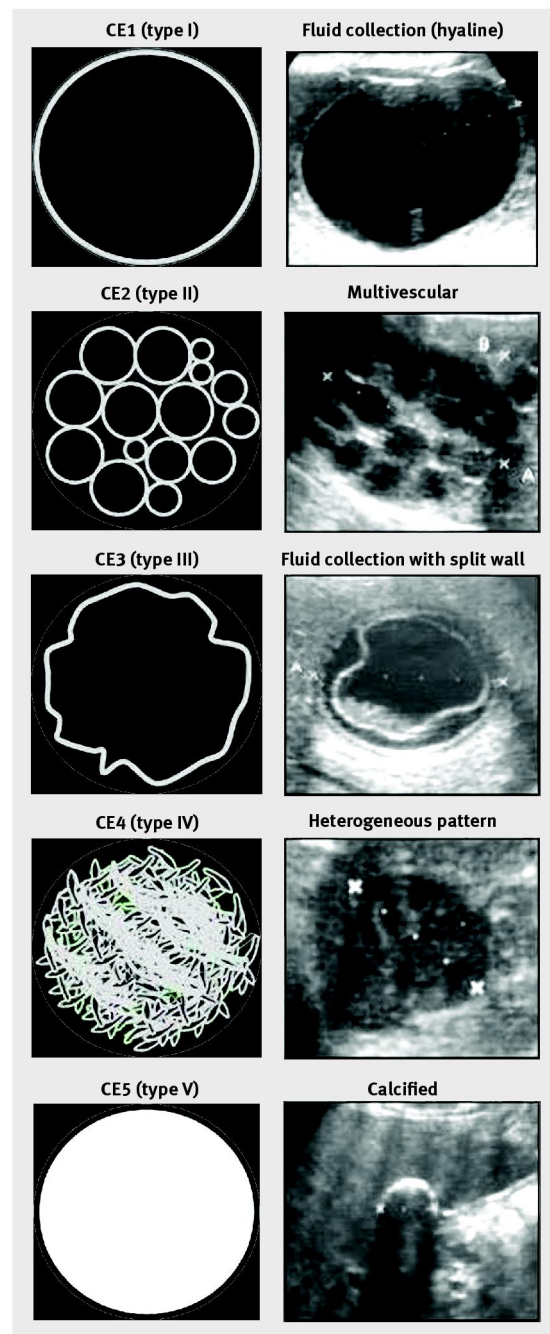 CE1 (type I) Fluid collection (hyaline)
CE2 (type II) Multivescular
B
A
CE3 (type III) Fluid collection with split wall
A
CE4 (type IV) Heterogeneous pattern
CE5 (type V) Calcified